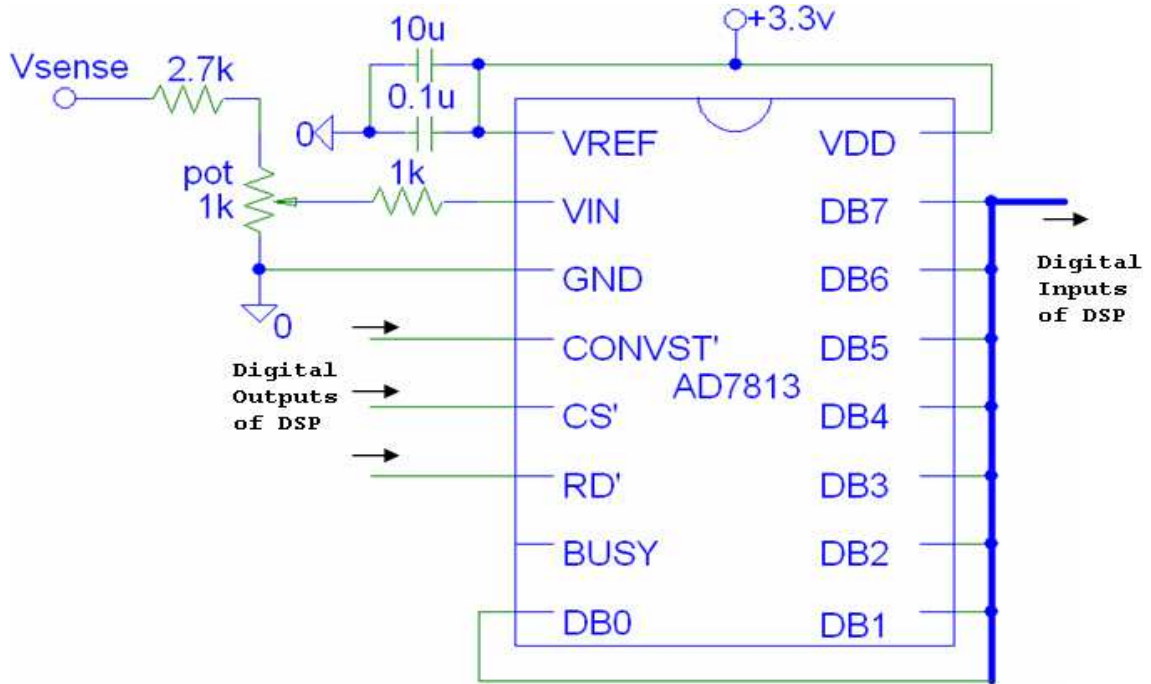 +3.3v
10u
Vsense
2.7k
0.1u
0
VREF
VDD
pot
1k
1k
VIN
DB7
GND
DB6
Digital
Inputs
of DSP
0
CONVST'
DB5
Digital
Outputs
of DSP
AD7813
CS'
DB4
RD'
DB3
BUSY
DB2
DB0
DB1